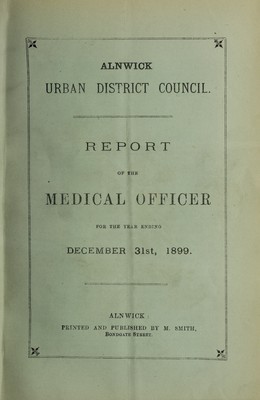 ALNWICK
URBAN DISTRICT COUNCIL.
REPORT
OF THE
MEDICAL OFFICER
FOR THE YEAR ENDING
DECEMBER 31st, 1899.
ALNWICK:
PRINTED AND PUBLISHED BY M. SMITH,
BONDGATE STREET.